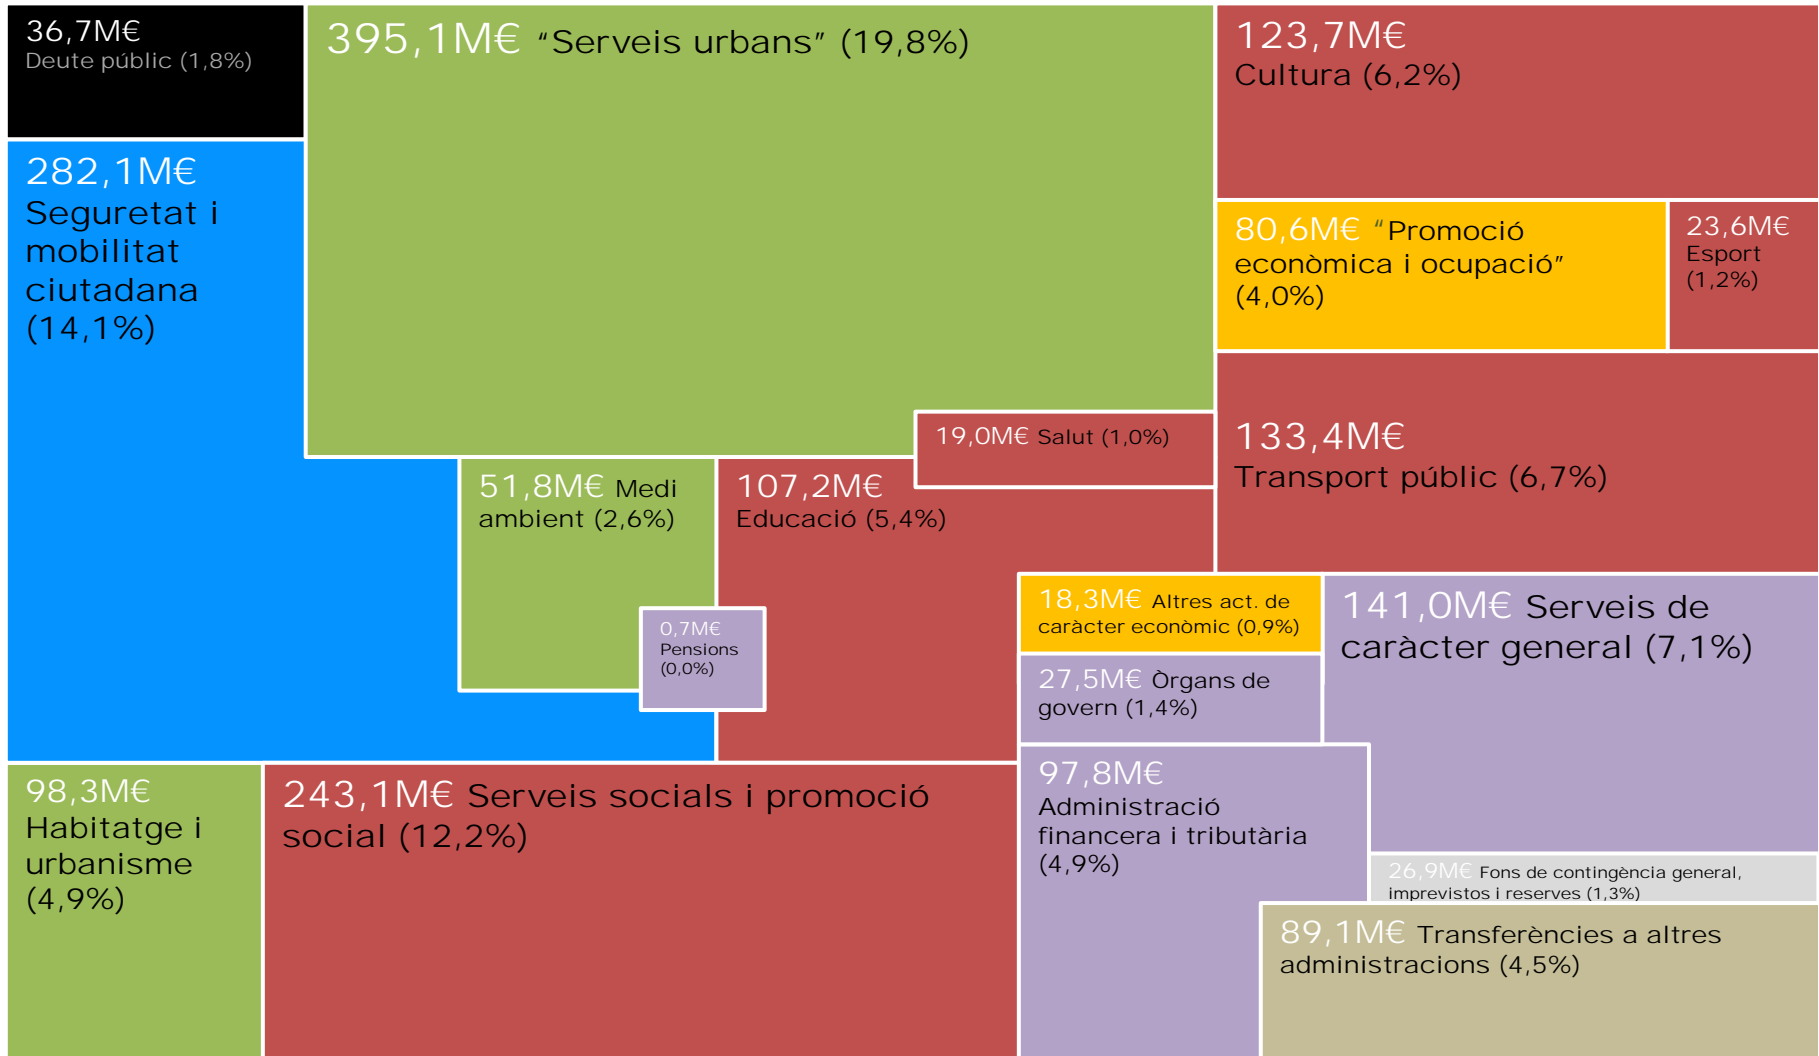 36,7M€
Deute públic (1,8%)
395,1M€ “Serveis urbans” (19,8%)
123,7M€
Cultura (6,2%)
282,1M€
Seguretat i
mobilitat
ciutadana
(14,1%)
80,6M€ “Promoció
econòmica i ocupació”
(4,0%)
23,6M€
Esport
(1,2%)
19,0M€ Salut (1,0%)
133,4M€
Transport públic (6,7%)
51,8M€ Medi
ambient (2,6%)
107,2M€
Educació (5,4%)
0,7M€
Pensions
(0,0%)
18,3M€ Altres act. de
caràcter econòmic (0,9%)
141,0M€ Serveis de
caràcter general (7,1%)
27,5M€ Òrgans de
govern (1,4%)
98,3M€
Habitatge i
urbanisme
(4,9%)
243,1M€ Serveis socials i promoció
social (12,2%)
97,8M€
Administració
financera i tributària
(4,9%)
26,9M€ Fons de contingència general,
imprevistos i reserves (1,3%)
89,1M€ Transferències a altres
administracions (4,5%)